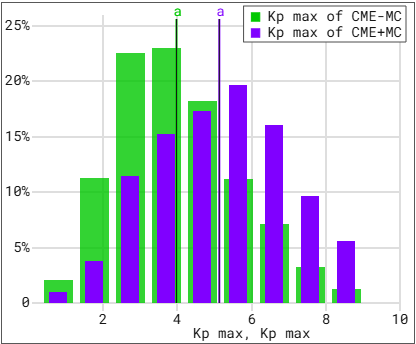 a a
Kp max of CME-MC
Kp max of CME+MC
25%
20%
15%
10%
5%
0
2 4 6 8 10
Kp max, Kp max